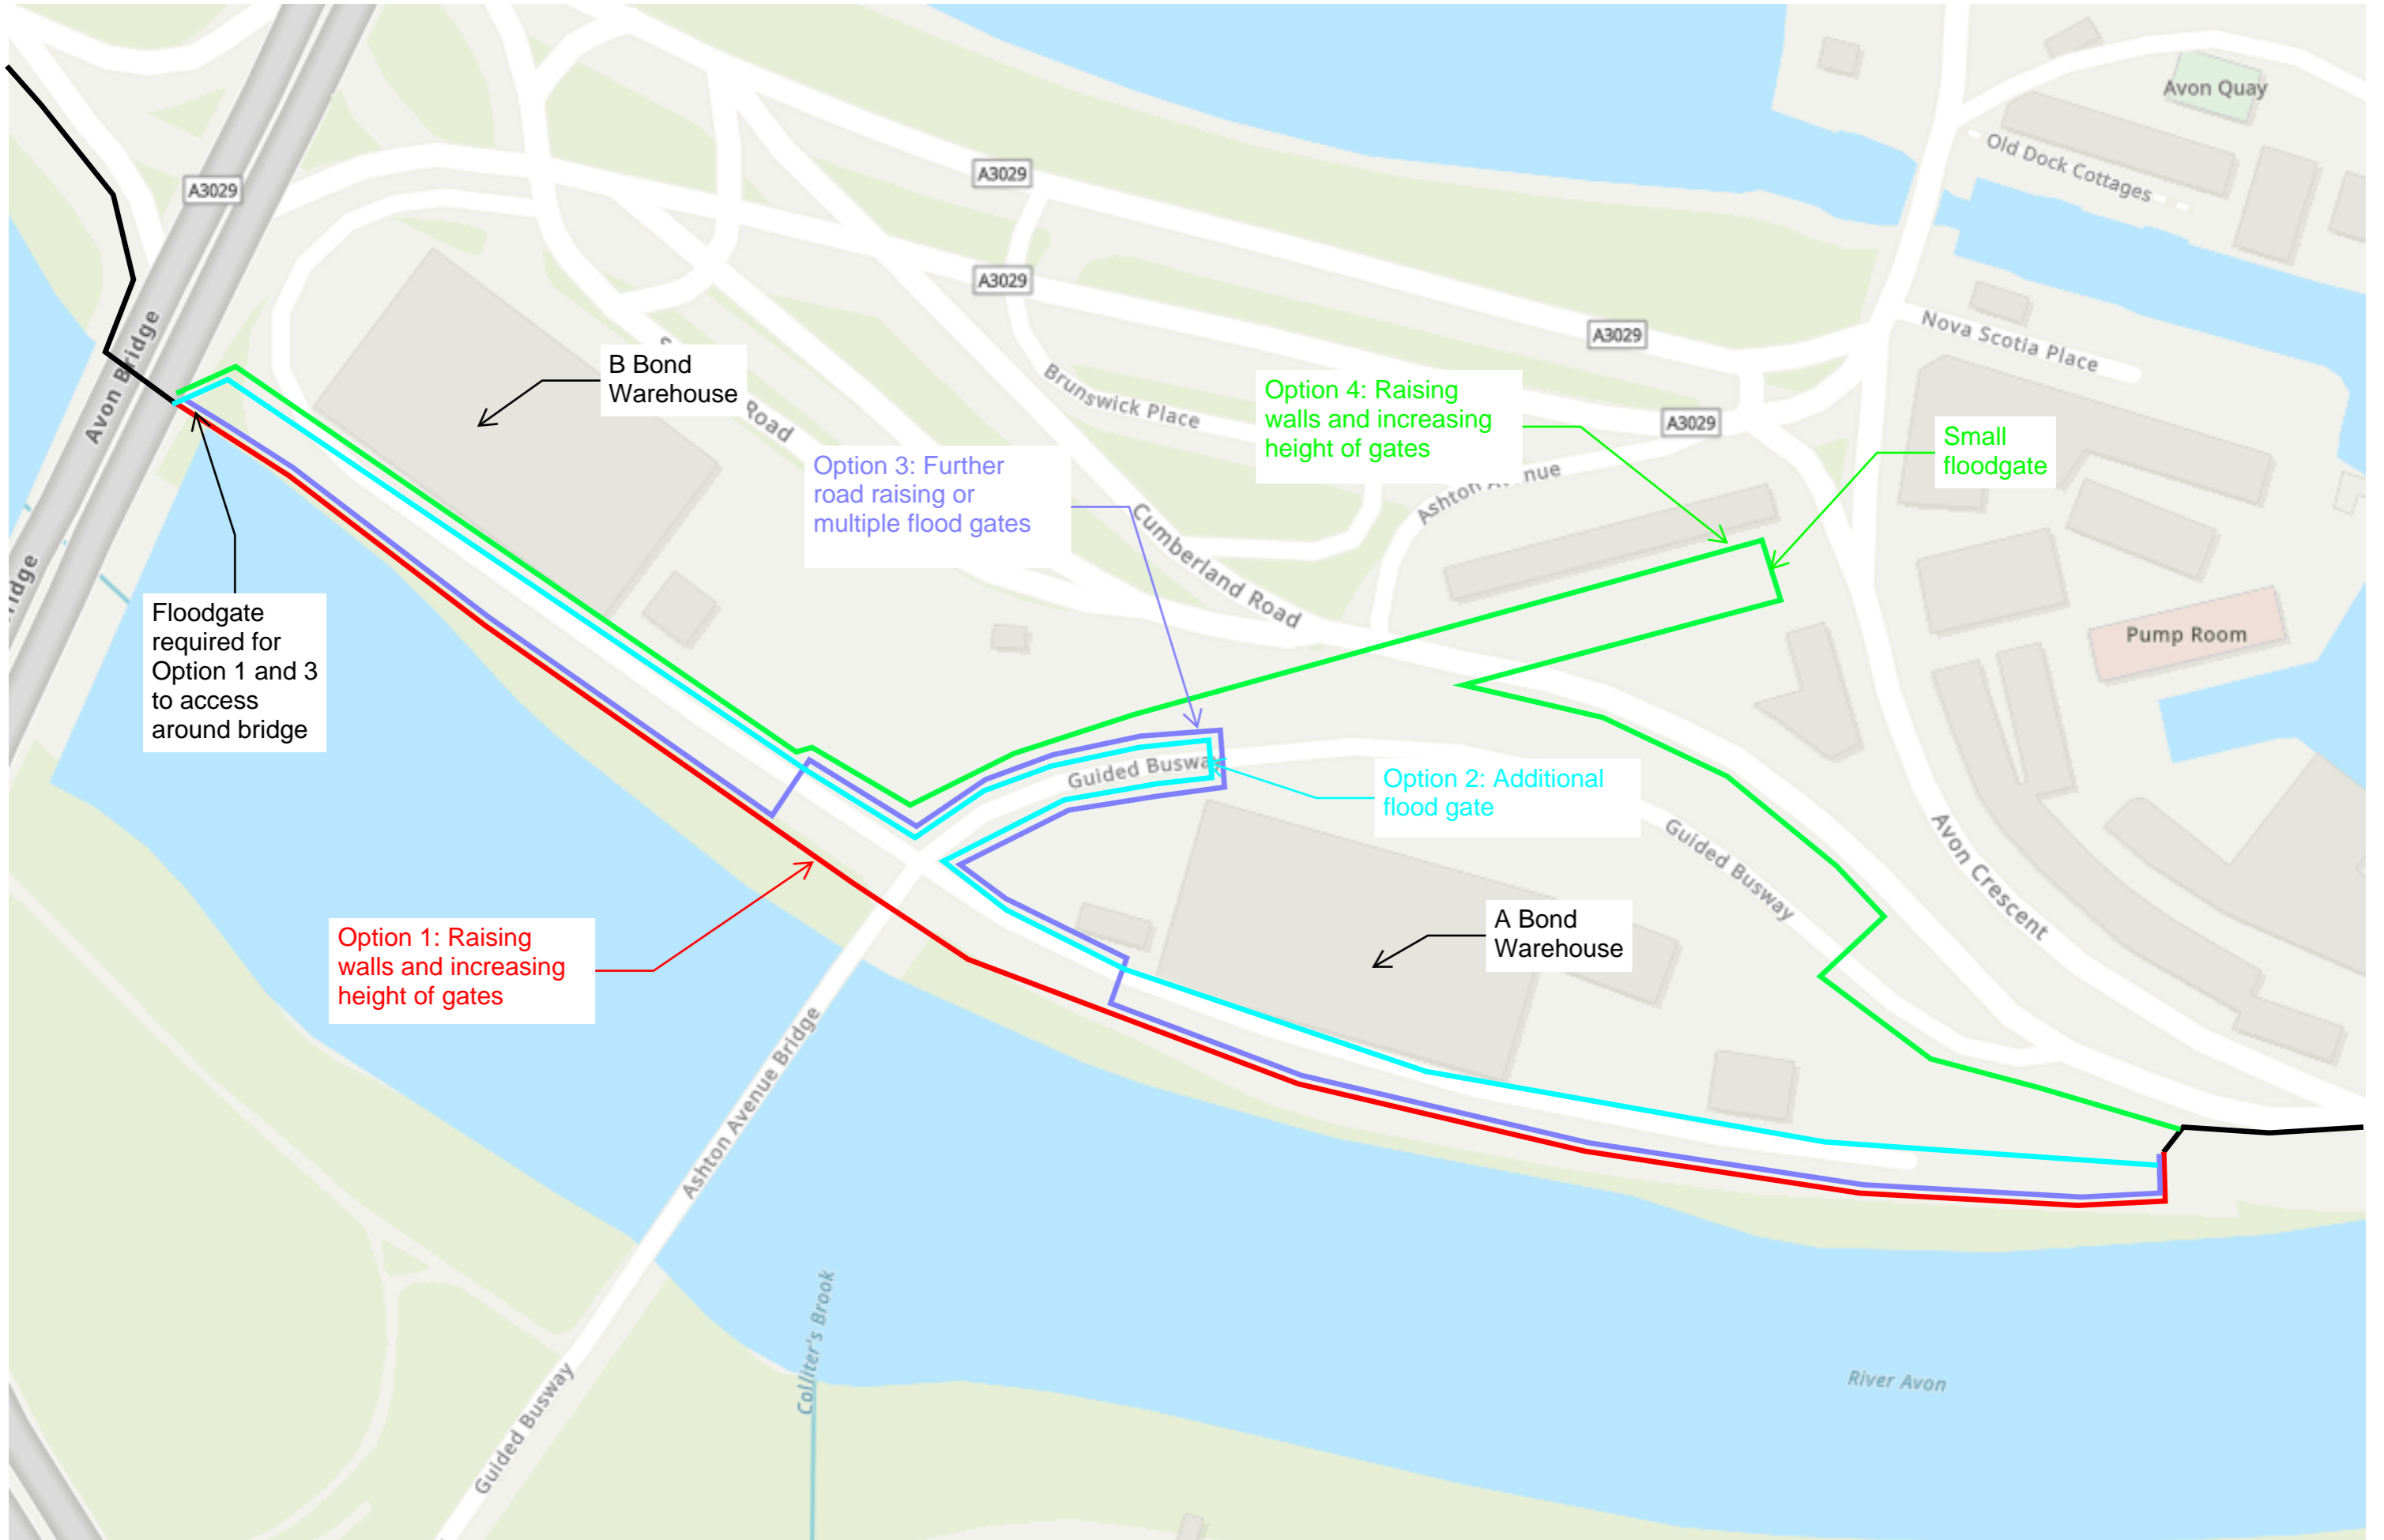 Avon Quay
Old Dock Cottages
A3029
A3029
A3029
A3029
A3029
Nova Scotia Place
Avon Bridge
B Bond
Warehouse
Road
Brunswick Place
Option 4: Raising
walls and increasing
height of gates
Small
floodgate
Option 3: Further
road raising or
multiple flood gates
Ashton Avenue
Cumberland Road
Floodgate
required for
Option 1 and 3
to access
around bridge
Pump Room
Guided Busway
Option 2: Additional
flood gate
Guided Busway
Avon Crescent
Option 1: Raising
walls and increasing
height of gates
A Bond
Warehouse
Ashton Avenue Bridge
Colliter's Brook
River Avon
Guided Busway